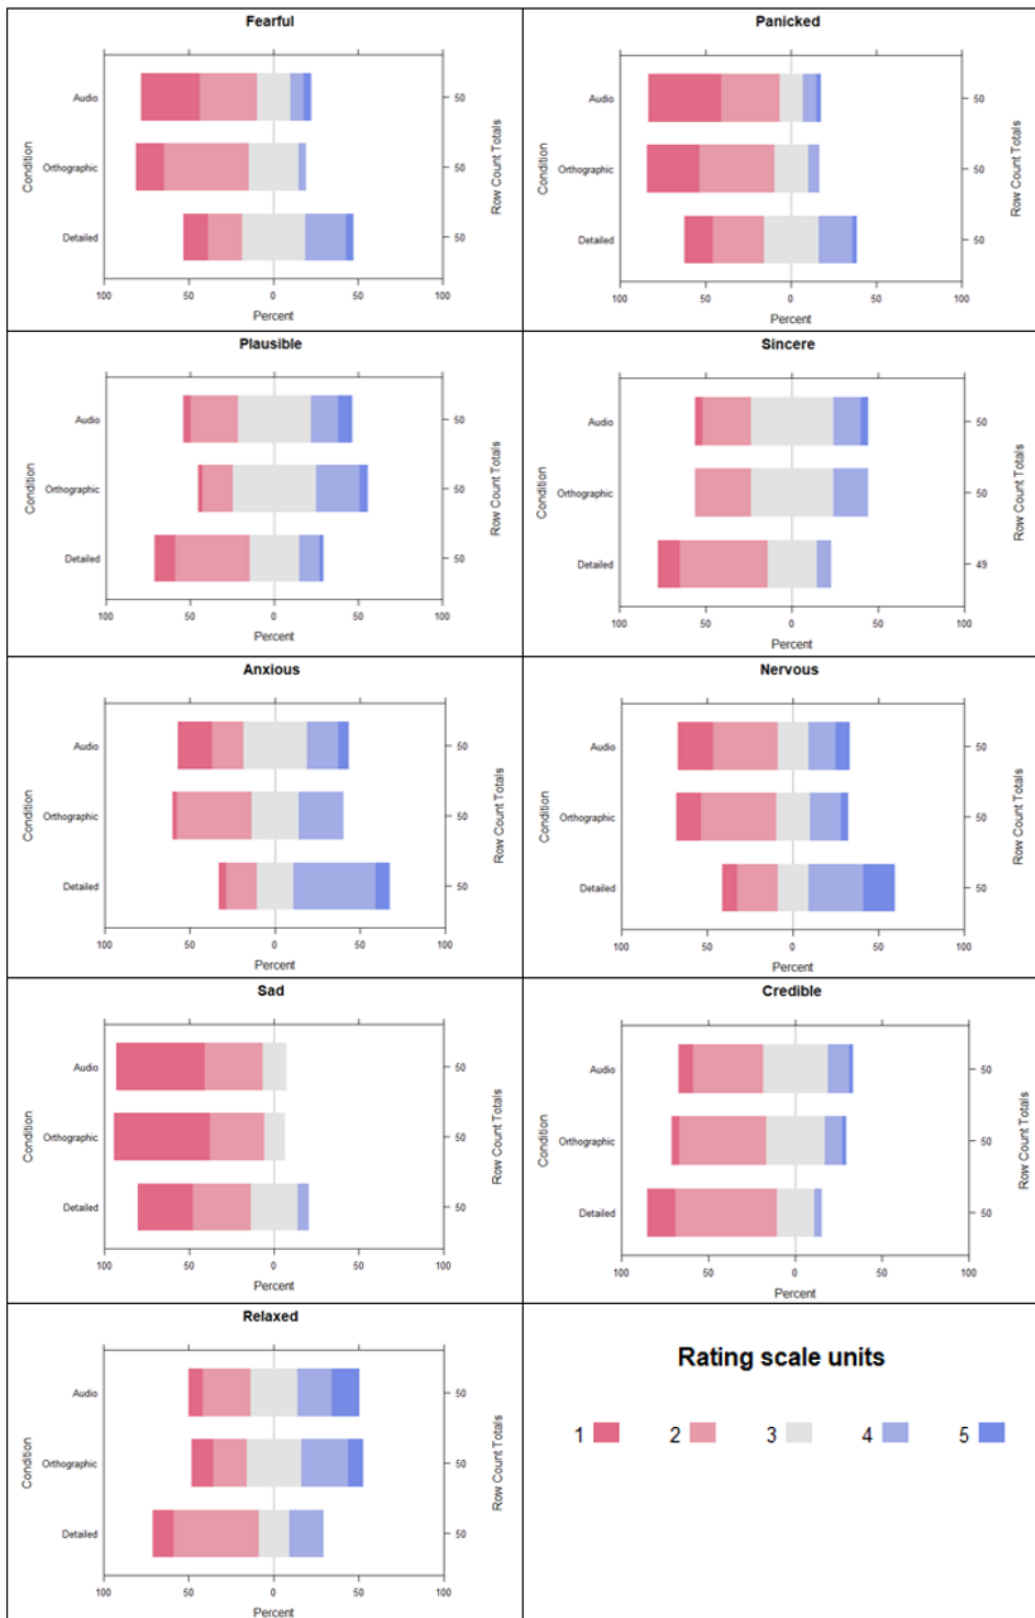 Fearful
Audio
50
Orthographic
50
Detailed
50
Condition
Row Count Totals
100 50 0 50 100
Percent
Panicked
Audio
50
Orthographic
50
Detailed
50
Condition
Row Count Totals
100 50 0 50 100
Percent
Plausible
Audio
50
Orthographic
50
Detailed
50
Condition
Row Count Totals
100 50 0 50 100
Percent
Sincere
Audio
50
Orthographic
50
Detailed
49
Condition
Row Count Totals
100 50 0 50 100
Percent
Anxious
Audio
50
Orthographic
50
Detailed
50
Condition
Row Count Totals
100 50 0 50 100
Percent
Nervous
Audio
50
Orthographic
50
Detailed
50
Condition
Row Count Totals
100 50 0 50 100
Percent
Sad
Audio
50
Orthographic
50
Detailed
50
Condition
Row Count Totals
100 50 0 50 100
Percent
Credible
Audio
50
Orthographic
50
Detailed
50
Condition
Row Count Totals
100 50 0 50 100
Percent
Relaxed
Audio
50
Orthographic
50
Detailed
50
Condition
Row Count Totals
100 50 0 50 100
Percent
Rating scale units
1 2 3 4 5